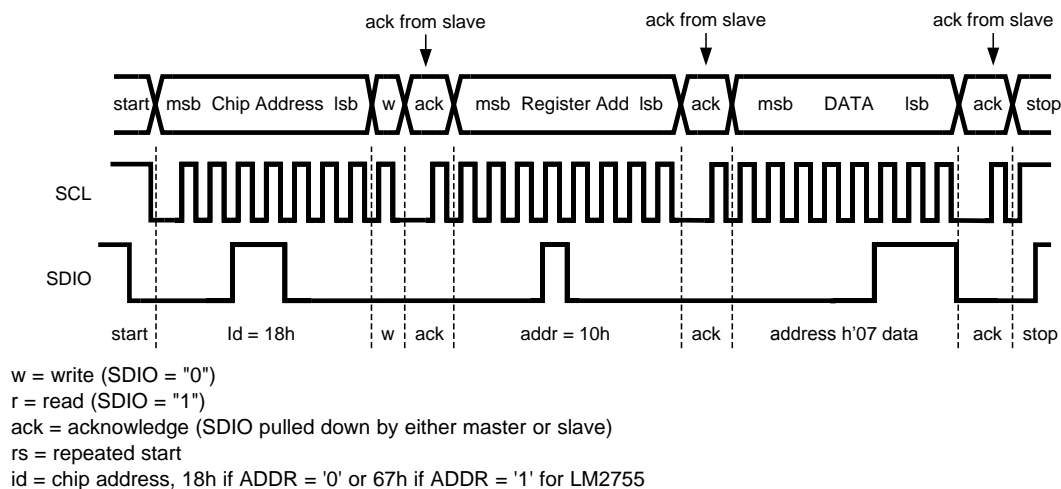 ack from slave ack from slave ack from slave
start msb Chip Address lsb w ack msb Register Add lsb ack msb DATA lsb ack stop
SCL
SDIO
start Id = 18h w ack addr = 10h ack address h'07 data ack stop
w = write (SDIO = "0")
r = read (SDIO = "1")
ack = acknowledge (SDIO pulled down by either master or slave)
rs = repeated start
id = chip address, 18h if ADDR = '0' or 67h if ADDR = '1' for LM2755